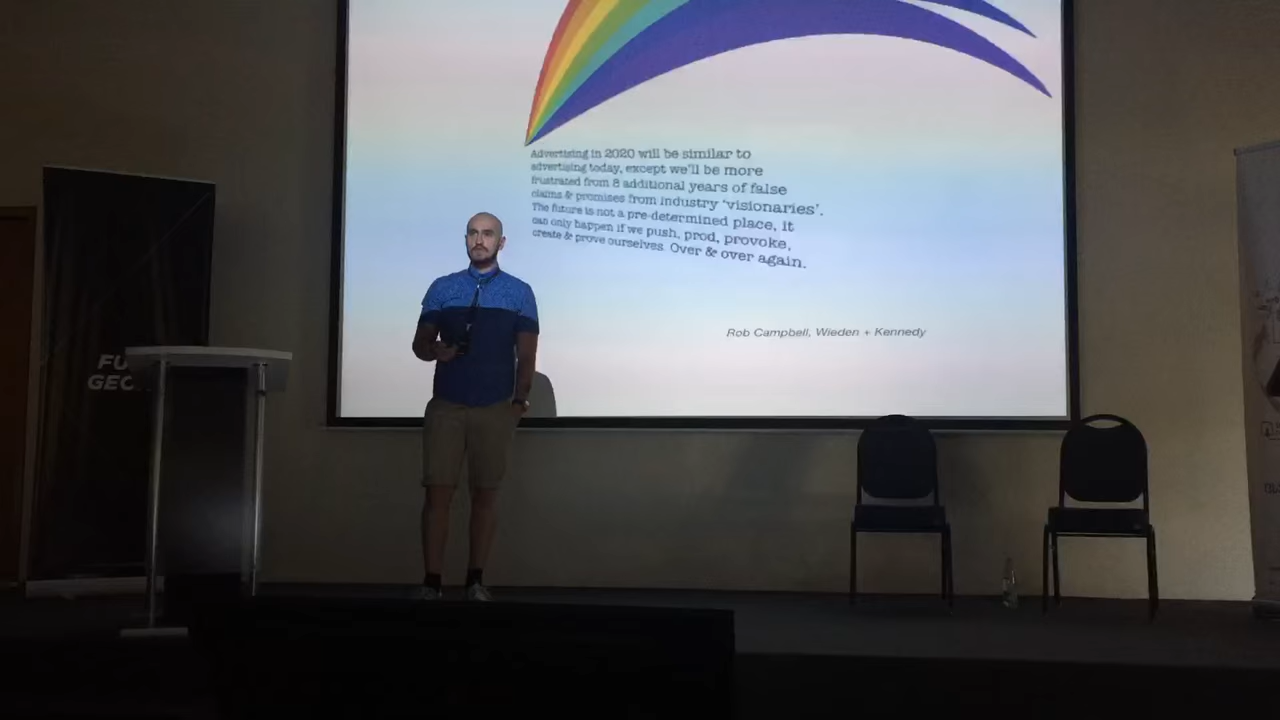 Advertising in 2020 will be similar to
advertising today, except we'll be more
frustrated from 8 additional years of false
claims & promises from industry 'visionaries'.
The future is not a pre-determined place, it
can only happen if we push, prod, provoke,
create & prove ourselves. Over & over again.
Rob Campbell, Wieden + Kennedy